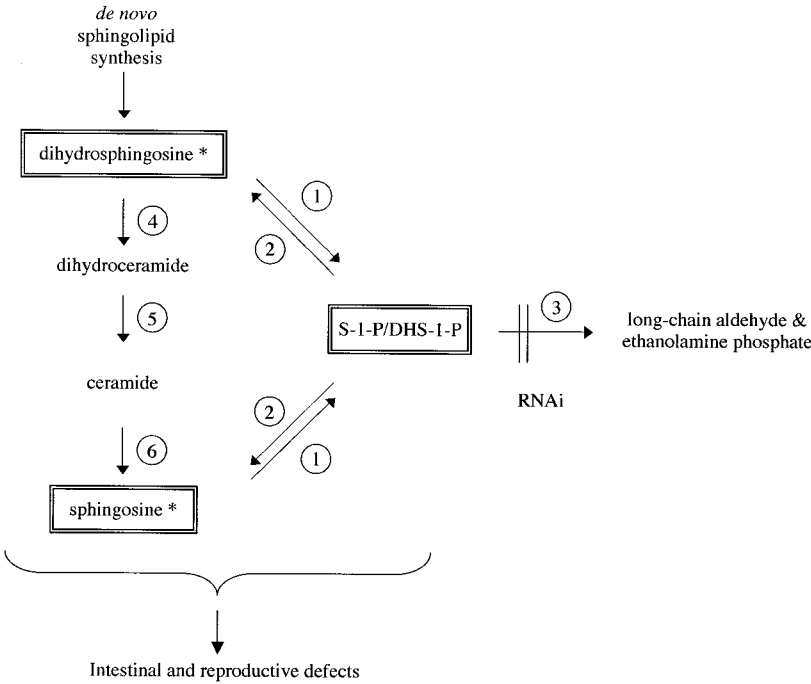 de novo
sphingolipid
synthesis
dihydrosphingosine *
1
4
2
dihydroceramide
3
5
S-1-P/DHS-1-P
long-chain aldehyde &
ethanolamine phosphate
ceramide
RNAi
2
6
1
sphingosine *
Intestinal and reproductive defects